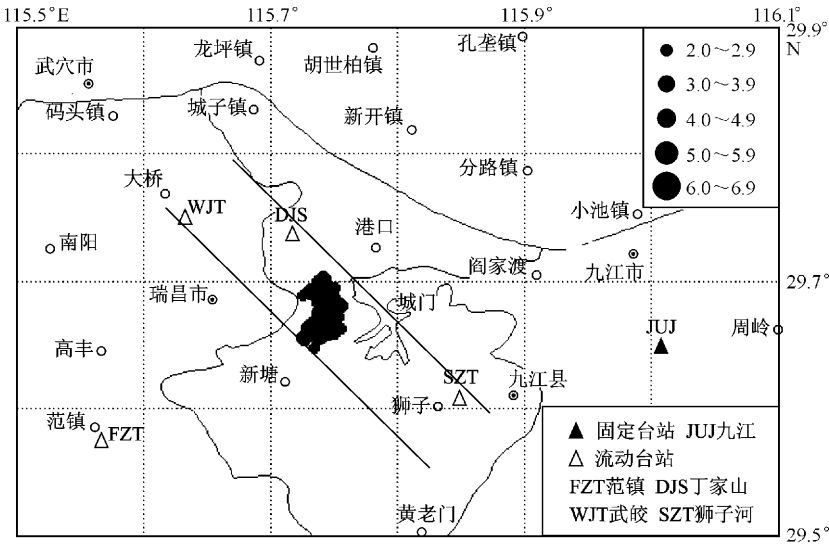 115.5°E 115.7° 115.9° 116.1°
29.9°
N
龙坪镇
胡世柏镇
孔垄镇
2.0～2.9
武穴市
3.0～3.9
码头镇
城子镇
新开镇
4.0～4.9
5.0～5.9
分路镇
6.0～6.9
大桥
WJT
DJS
港口
小池镇
南阳
阎家渡
九江市
29.7°
瑞昌市
城门
JUJ
周岭
高丰
新塘
SZT
九江县
狮子
范镇
FZT
固定台站 JUJ九江
流动台站
FZT范镇 DJS丁家山
WJT武蛟 SZT狮子河
黄老门
29.5°